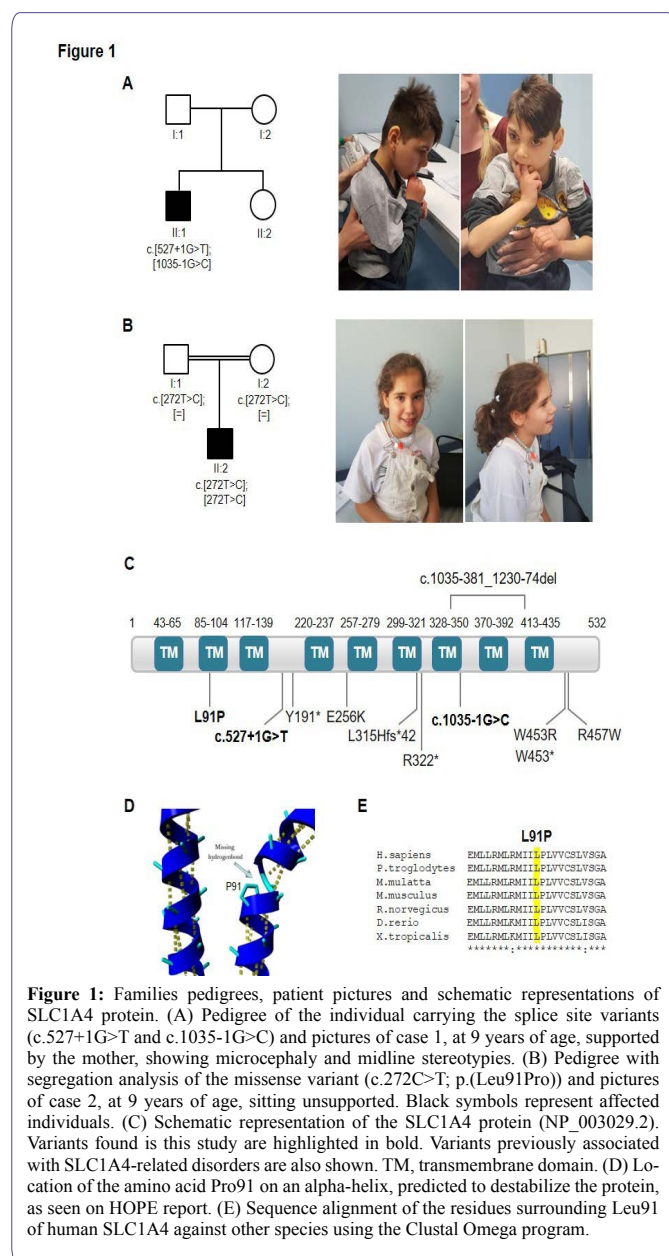 Figure 1
A
I:1
I:2
II:1
II:2
c.[527+1G>T];
[1035-1G>C]
B
I:1
I:2
c.[272T>C];
c.[272T>C];
[=]
[=]
II:2
c.[272T>C];
[272T>C]
C
c.1035-381_1230-74del
1 43-65 85-104 117-139 220-237 257-279 299-321 328-350 370-392 413-435 532
TM TM TM TM TM TM TM TM TM
L91P
c.527+1G>T
Y191*
E256K
L315Hfs*42
R322*
c.1035-1G>C
W453R
W453*
R457W
D
Missing
hydrogenbond
P91
E
L91P
H.sapiens EMLLRMLRMIILPLVVCSLVSGA
P.troglodytes EMLLRMLRMIILPLVVCSLVSGA
M.mulatta EMLLRMLRMIILPLVVCSLVSGA
M.musculus EMLLRMLRMIILPLVVCSLVSGA
R.norvegicus EMLLRMLRMIILPLVVCSLVSGA
D.rerio EMLLRMLKMIILPLVVCSLISGA
X.tropicalis EMLLRMLKMIILPLVVCSLISGA
*******:***********:***
Figure 1: Families pedigrees, patient pictures and schematic representations of
SLC1A4 protein. (A) Pedigree of the individual carrying the splice site variants
(c.527+1G>T and c.1035-1G>C) and pictures of case 1, at 9 years of age, supported
by the mother, showing microcephaly and midline stereotypies. (B) Pedigree with
segregation analysis of the missense variant (c.272C>T; p.(Leu91Pro)) and pictures
of case 2, at 9 years of age, sitting unsupported. Black symbols represent affected
individuals. (C) Schematic representation of the SLC1A4 protein (NP_003029.2).
Variants found is this study are highlighted in bold. Variants previously associated
with SLC1A4-related disorders are also shown. TM, transmembrane domain. (D) Lo-
cation of the amino acid Pro91 on an alpha-helix, predicted to destabilize the protein,
as seen on HOPE report. (E) Sequence alignment of the residues surrounding Leu91
of human SLC1A4 against other species using the Clustal Omega program.